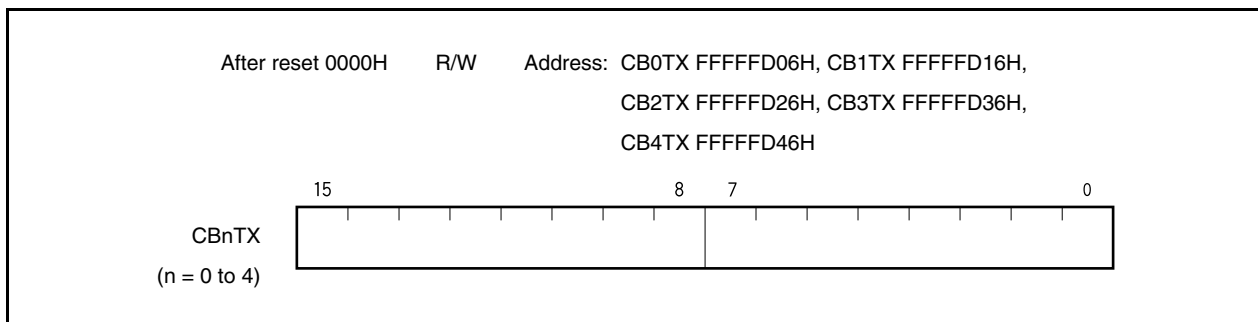 After reset 0000H R/W Address: CB0TX FFFFFD06H, CB1TX FFFFFD16H,
CB2TX FFFFFD26H, CB3TX FFFFFD36H,
CB4TX FFFFFD46H
15 8 7 0
CBnTX
(n = 0 to 4)